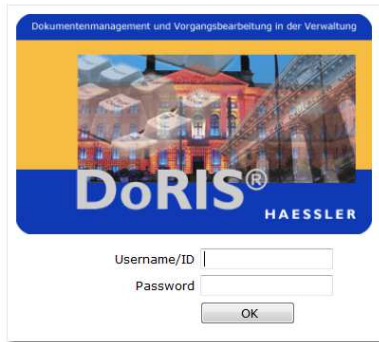 Dokumentenmanagement und Vorgangsbearbeitung in der Verwaltung
DoRIS®
HAESSLER
Username/ID
Password
OK